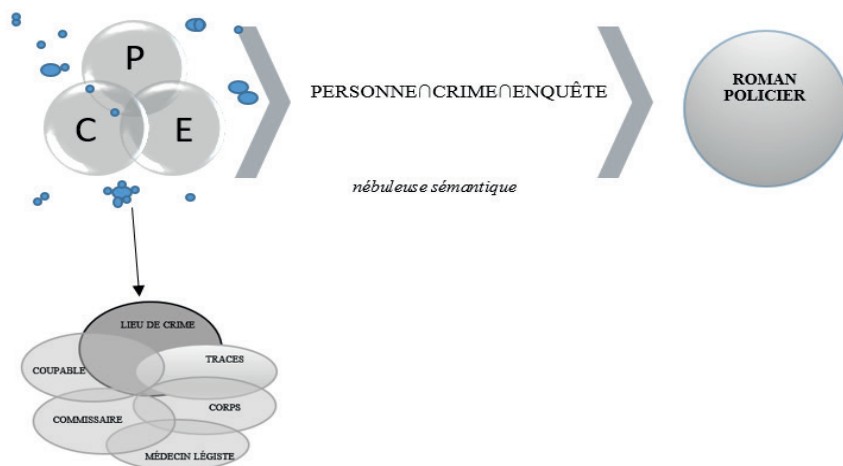 P
C
E
PERSONNE∩CRIME∩ENQUÊTE
nébuleuse sémantique
ROMAN
POLICIER
LIEU DE CRIME
TRACES
COUPABLE
CORPS
COMMISSAIRE
MÉDECIN LÉGISTE